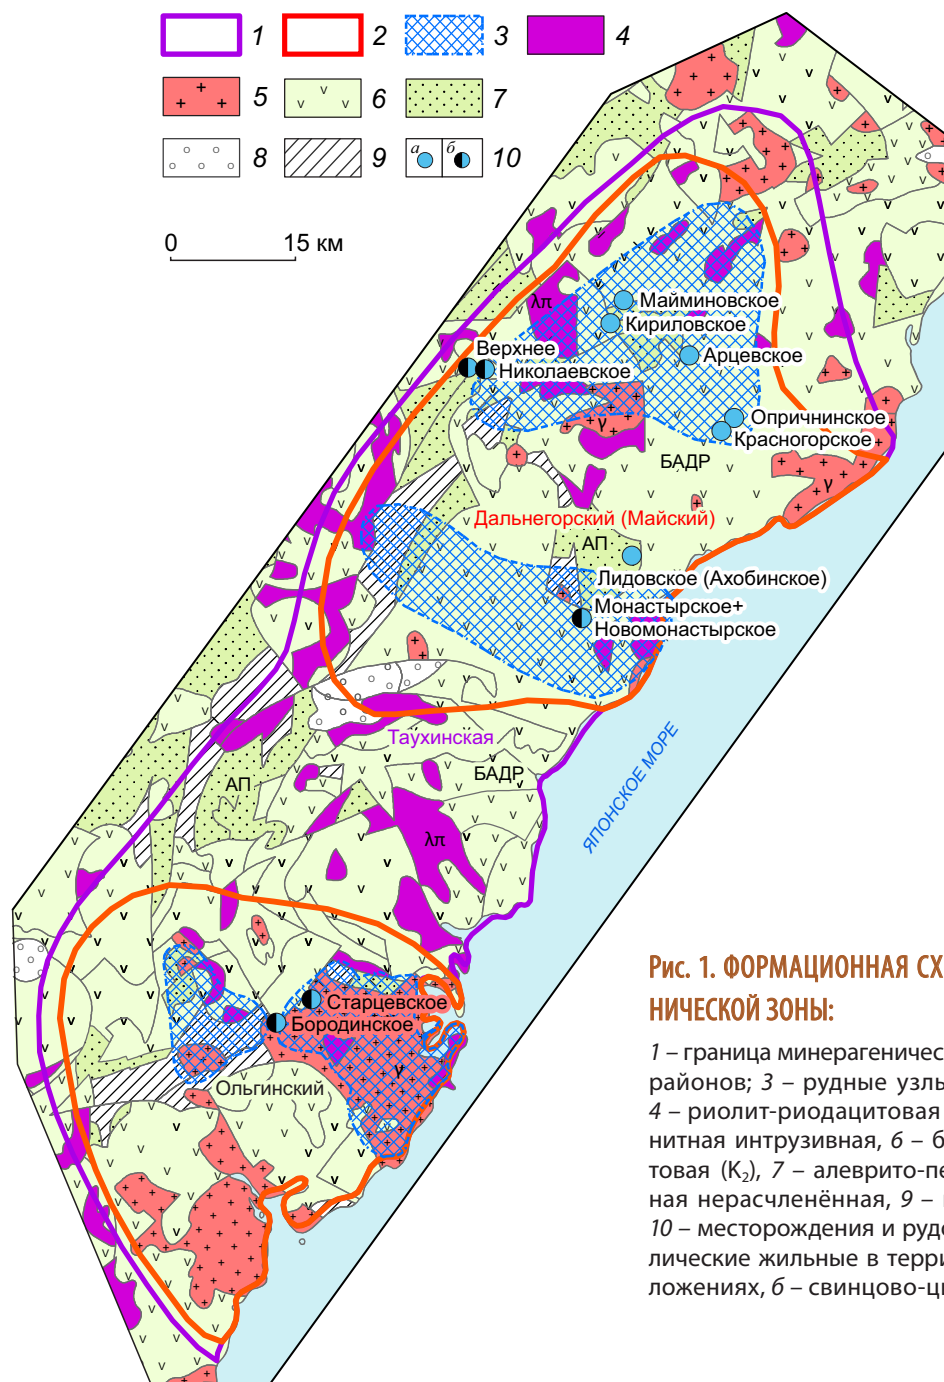 1 2 3 4
5 6 7
8 9 а б 10
0 15 км
λπ
Майминовское
Кириловское
Верхнее
Николаевское
Арцевское
Опричнинское
Красногорское
γ
БАДР
γ
Дальнегорский (Майский)
АП
Лидовское (Ахобинское)
Монастырское+
Новомонастырское
Таухинская
БАДР
АП
λπ
ЯПОНСКОЕ МОРЕ
Старцевское
Бородинское
γ
Ольгинский
Рис. 1. ФОРМАЦИОННАЯ СХ
НИЧЕСКОЙ ЗОНЫ:
1 – граница минерагеничес
районов; 3 – рудные узль
4 – риолит-риодацитовая
нитная интрузивная, 6 – б
товая (K₂), 7 – алеврито-пе
ная нерасчленённая, 9 –
10 – месторождения и рудо
лические жильные в терри
ложениях, б – свинцово-ц